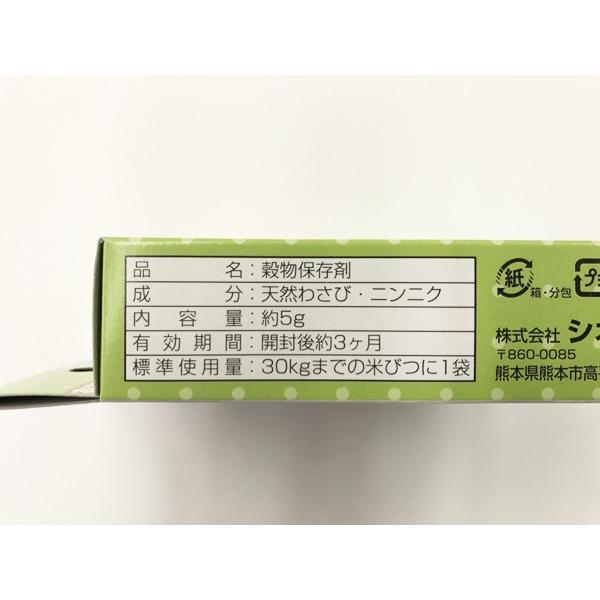 品名：穀物保存剤
成分：天然わさび・ニンニク
内容量：約5g
有効期間：開封後約3ヶ月
標準使用量：30kgまでの米びつに1袋
紙
箱・分包
プ
株式会社
〒860-0085
熊本県熊本市高